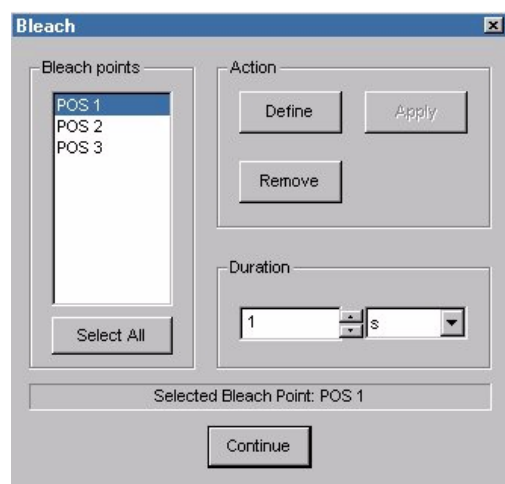 Bleach
Bleach points
POS 1
POS 2
POS 3
Select All
Action
Define
Apply
Remove
Duration
1
s
Selected Bleach Point: POS 1
Continue